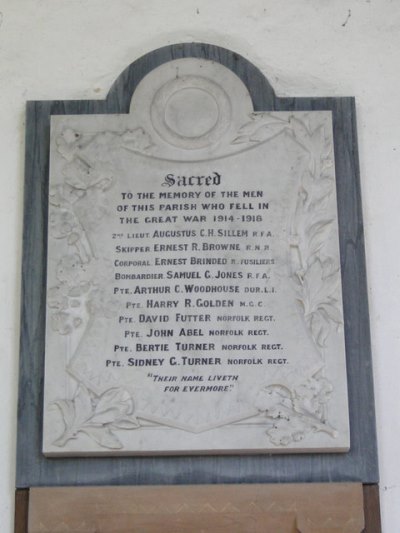 Sacred
TO THE MEMORY OF THE MEN
OF THIS PARISH WHO FELL IN
THE GREAT WAR 1914-1918
2ND LIEUT AUGUSTUS C.H. SILLEM R.F.A.
SKIPPER ERNEST R. BROWNE R.N.R.
CORPORAL ERNEST BRINDED R. FUSILIERS
BOMBARDIER SAMUEL G. JONES R.F.A.
PTE. ARTHUR C. WOODHOUSE DUR. L.I.
PTE. HARRY R. GOLDEN M.G.C.
PTE. DAVID FUTTER NORFOLK REGT.
PTE. JOHN ABEL NORFOLK REGT.
PTE. BERTIE TURNER NORFOLK REGT.
PTE. SIDNEY G. TURNER NORFOLK REGT.
"THEIR NAME LIVETH
FOR EVERMORE."